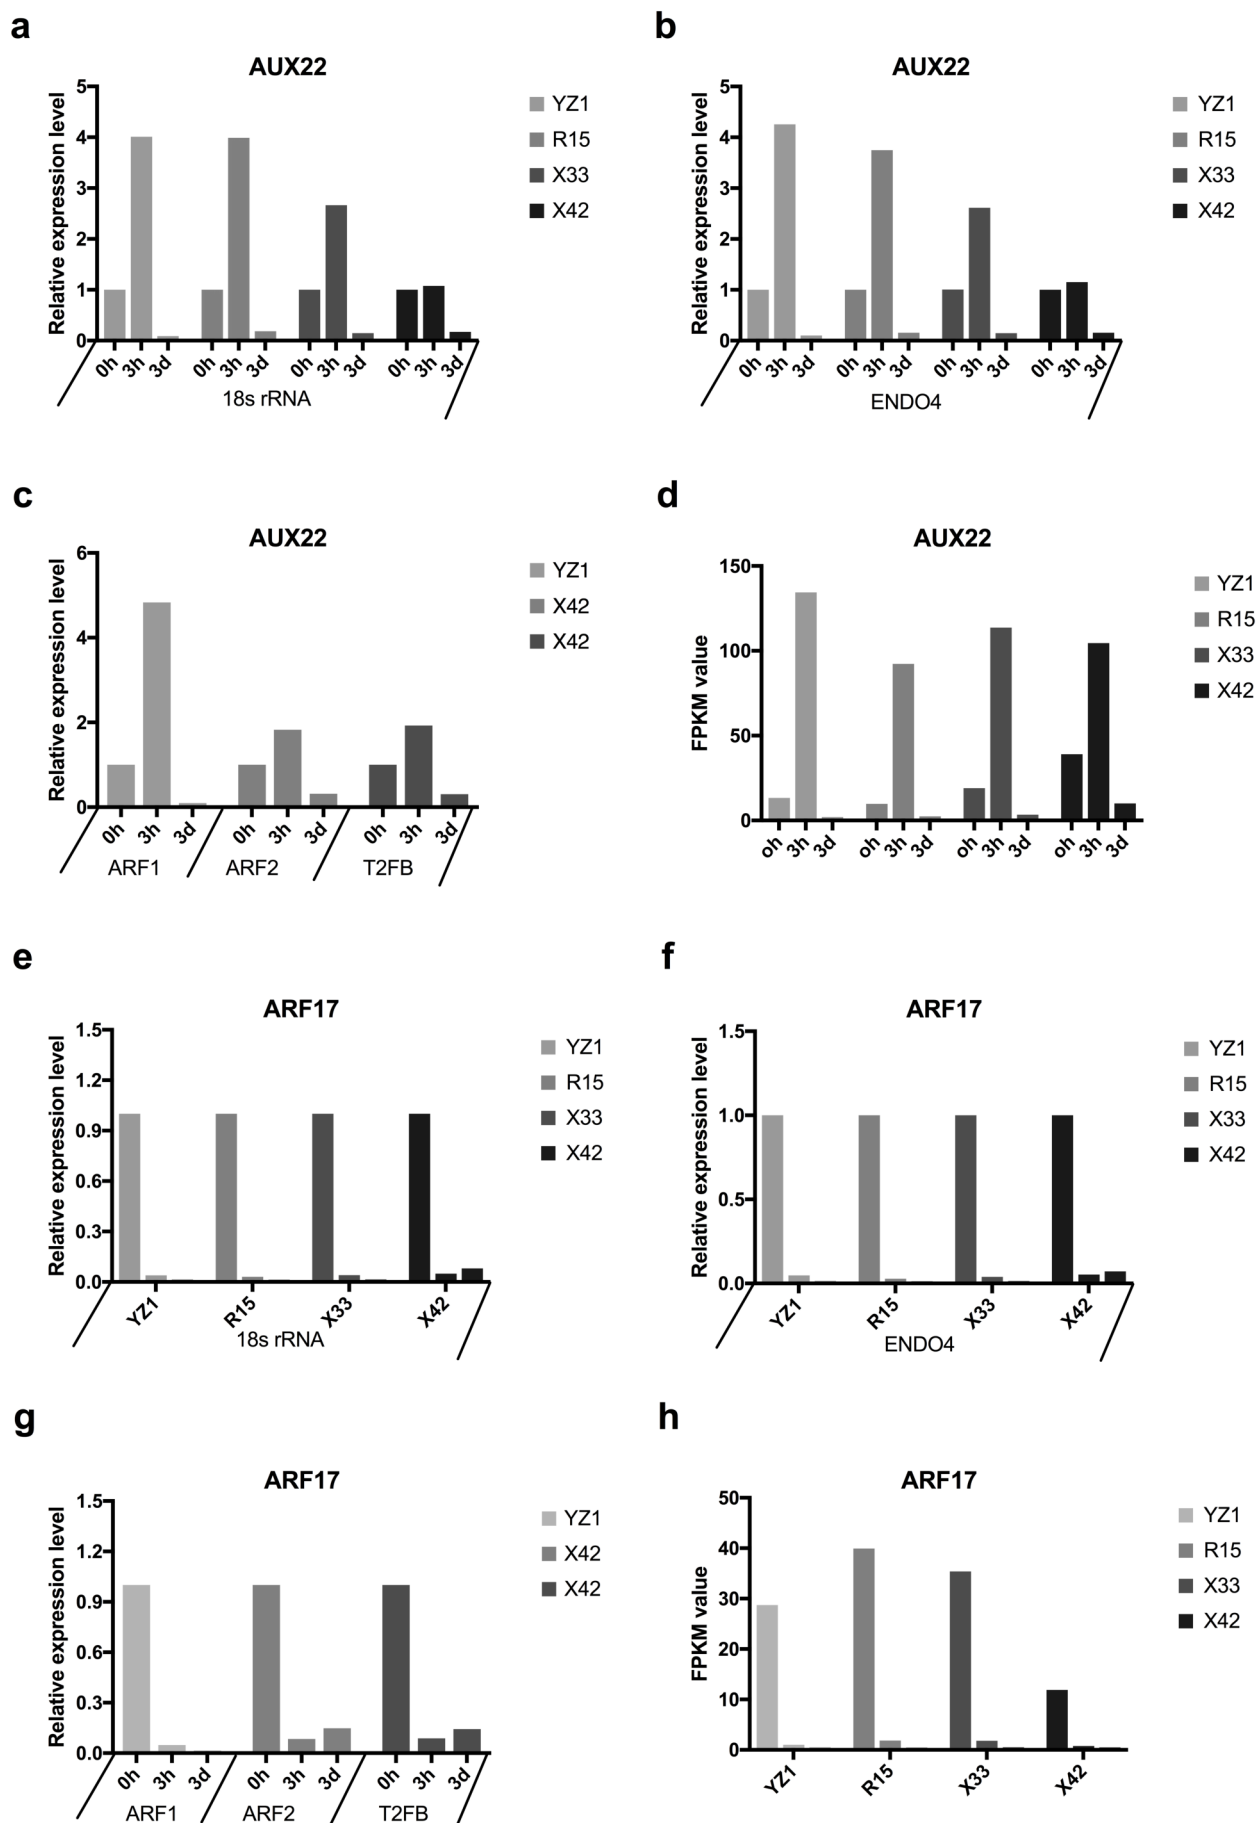 a
AUX22
Relative expression level
5
4
3
2
1
0
0h 3h 3d 0h 3h 3d 0h 3h 3d 0h 3h 3d
18s rRNA
YZ1
R15
X33
X42
b
AUX22
Relative expression level
5
4
3
2
1
0
0h 3h 3d 0h 3h 3d 0h 3h 3d 0h 3h 3d
ENDO4
YZ1
R15
X33
X42
c
AUX22
Relative expression level
6
4
2
0
0h 3h 3d 0h 3h 3d 0h 3h 3d
ARF1 ARF2 T2FB
YZ1
X42
X42
d
AUX22
FPKM value
150
100
50
0
oh 3h 3d oh 3h 3d oh 3h 3d oh 3h 3d
YZ1
R15
X33
X42
e
ARF17
Relative expression level
1.5
1.2
0.9
0.6
0.3
0.0
YZ1 R15 X33 X42
18s rRNA
YZ1
R15
X33
X42
f
ARF17
Relative expression level
1.5
1.0
0.5
0.0
YZ1 R15 X33 X42
ENDO4
YZ1
R15
X33
X42
g
ARF17
Relative expression level
1.5
1.2
0.9
0.6
0.3
0.0
0h 3h 3d 0h 3h 3d 0h 3h 3d
ARF1 ARF2 T2FB
YZ1
X42
X42
h
ARF17
FPKM value
50
40
30
20
10
0
YZ1 R15 X33 X42
YZ1
R15
X33
X42